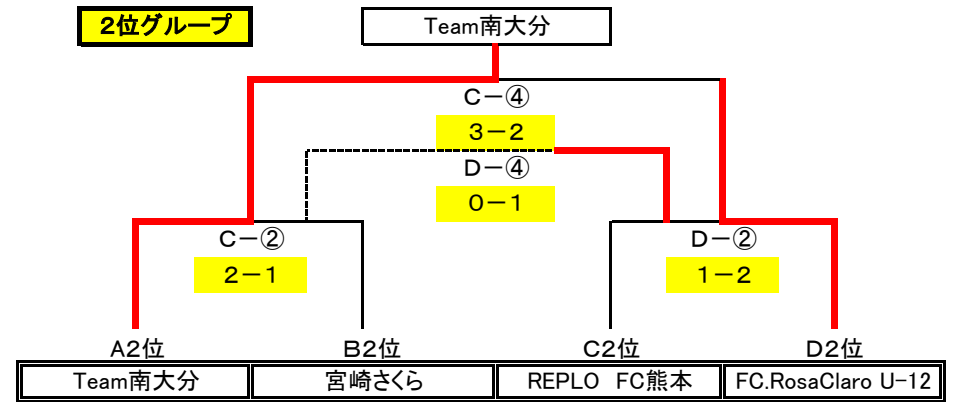 ２位グループ
Team南大分
C－④
３－２
D－④
０－１
C－②
D－②
２－１
１－２
A２位
B２位
C２位
D２位
Team南大分
宮崎さくら
REPLO　FC熊本
FC.RosaClaro U-12